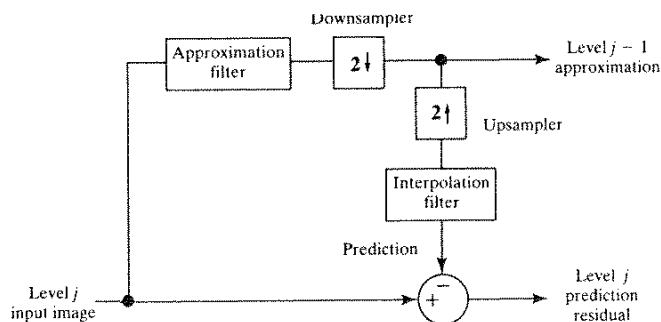 Downsampler
Approximation
filter
2↓
Level j − 1
approximation
2↑
Upsampler
Interpolation
filter
Prediction
Level j
input image
+
−
Level j
prediction
residual